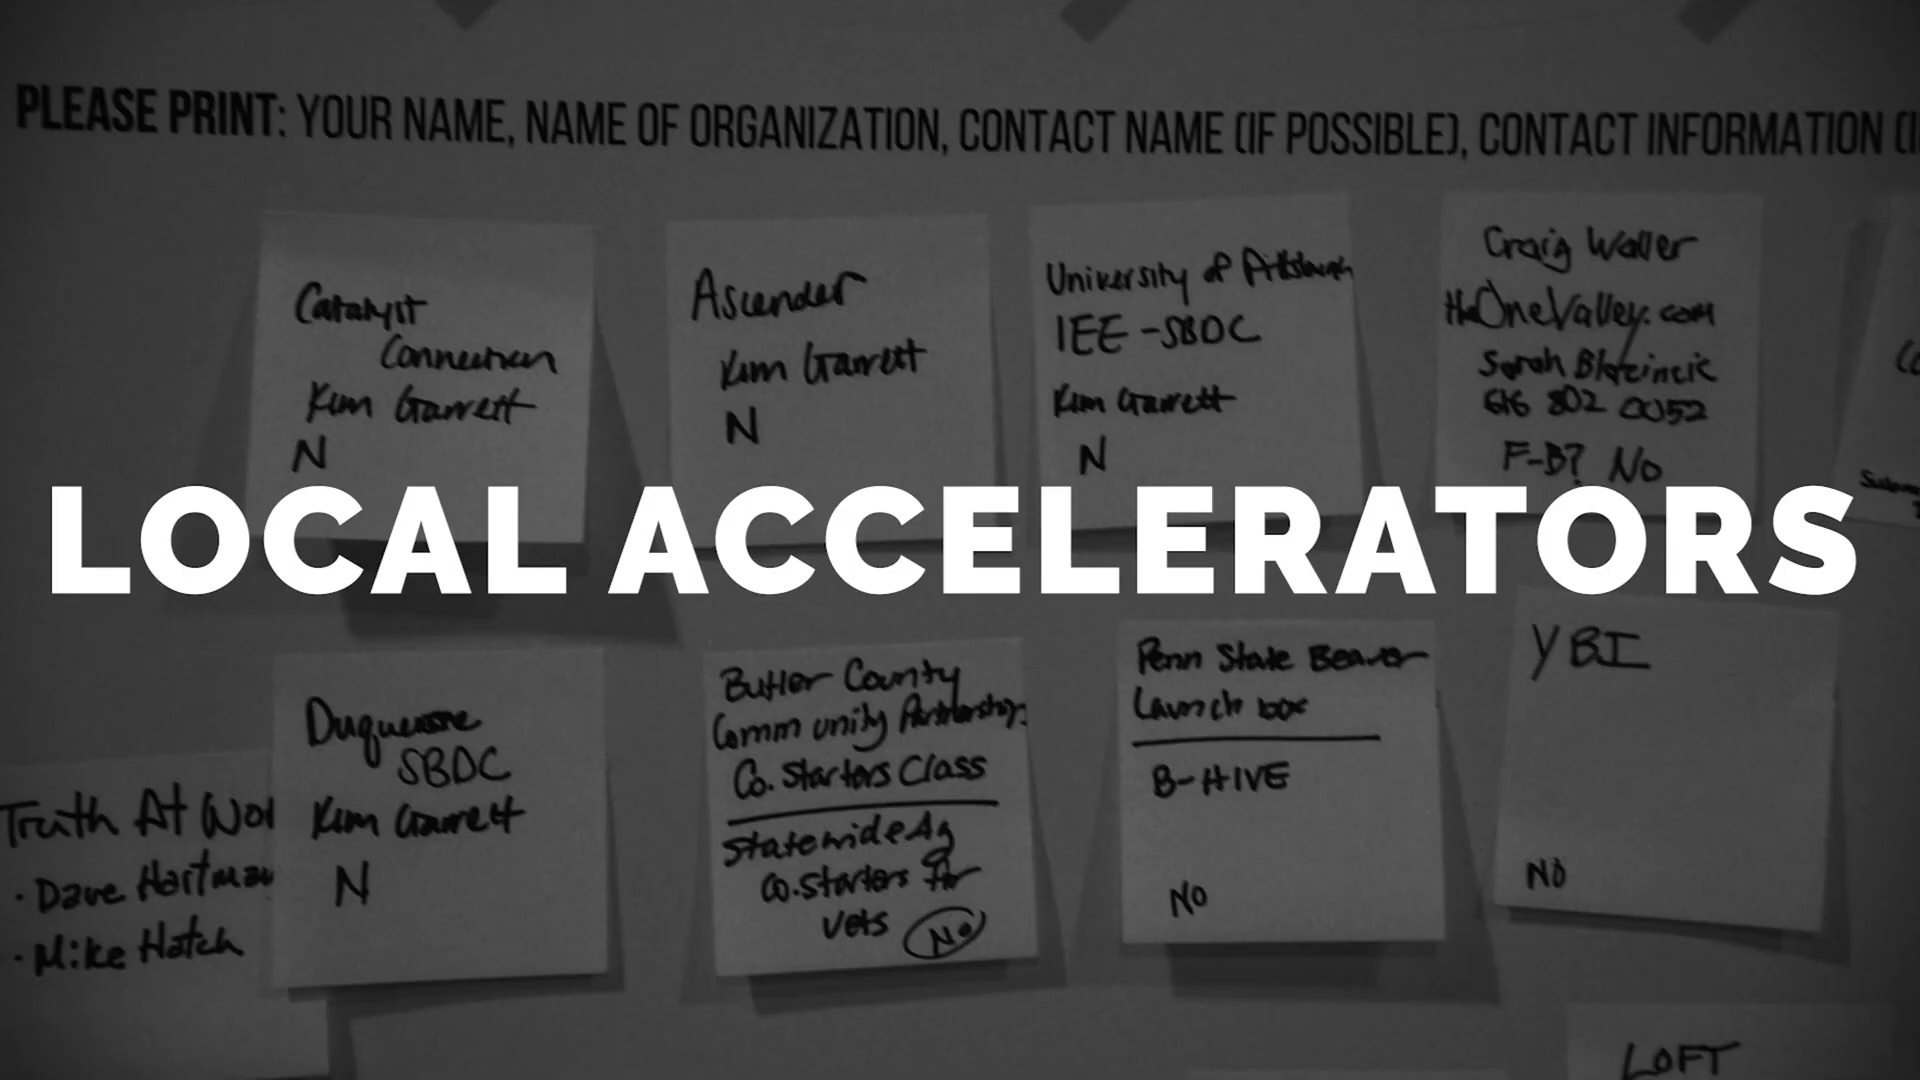 PLEASE PRINT: YOUR NAME, NAME OF ORGANIZATION, CONTACT NAME (IF POSSIBLE), CONTACT INFORMATION (I
Catalyst
Connection
Kim Garrett
N
Ascender
Kim Garrett
N
University of Pittsburgh
IEE-SBDC
Kim Garrett
N
Craig Waller
theOneValley.com
Sarah
802 0052
F-B? No
LOCAL ACCELERATORS
Truth At Wor
· Dave Hartman
· Mike Hatch
Duquesne
SBDC
Kim Garrett
N
Butler County
Community Partnership
Co.Starters Class
Statewide Ag
Co.starters for
vets No
Penn State Beaver
Launch box
B-HIVE
No
YBI
NO
LOFT